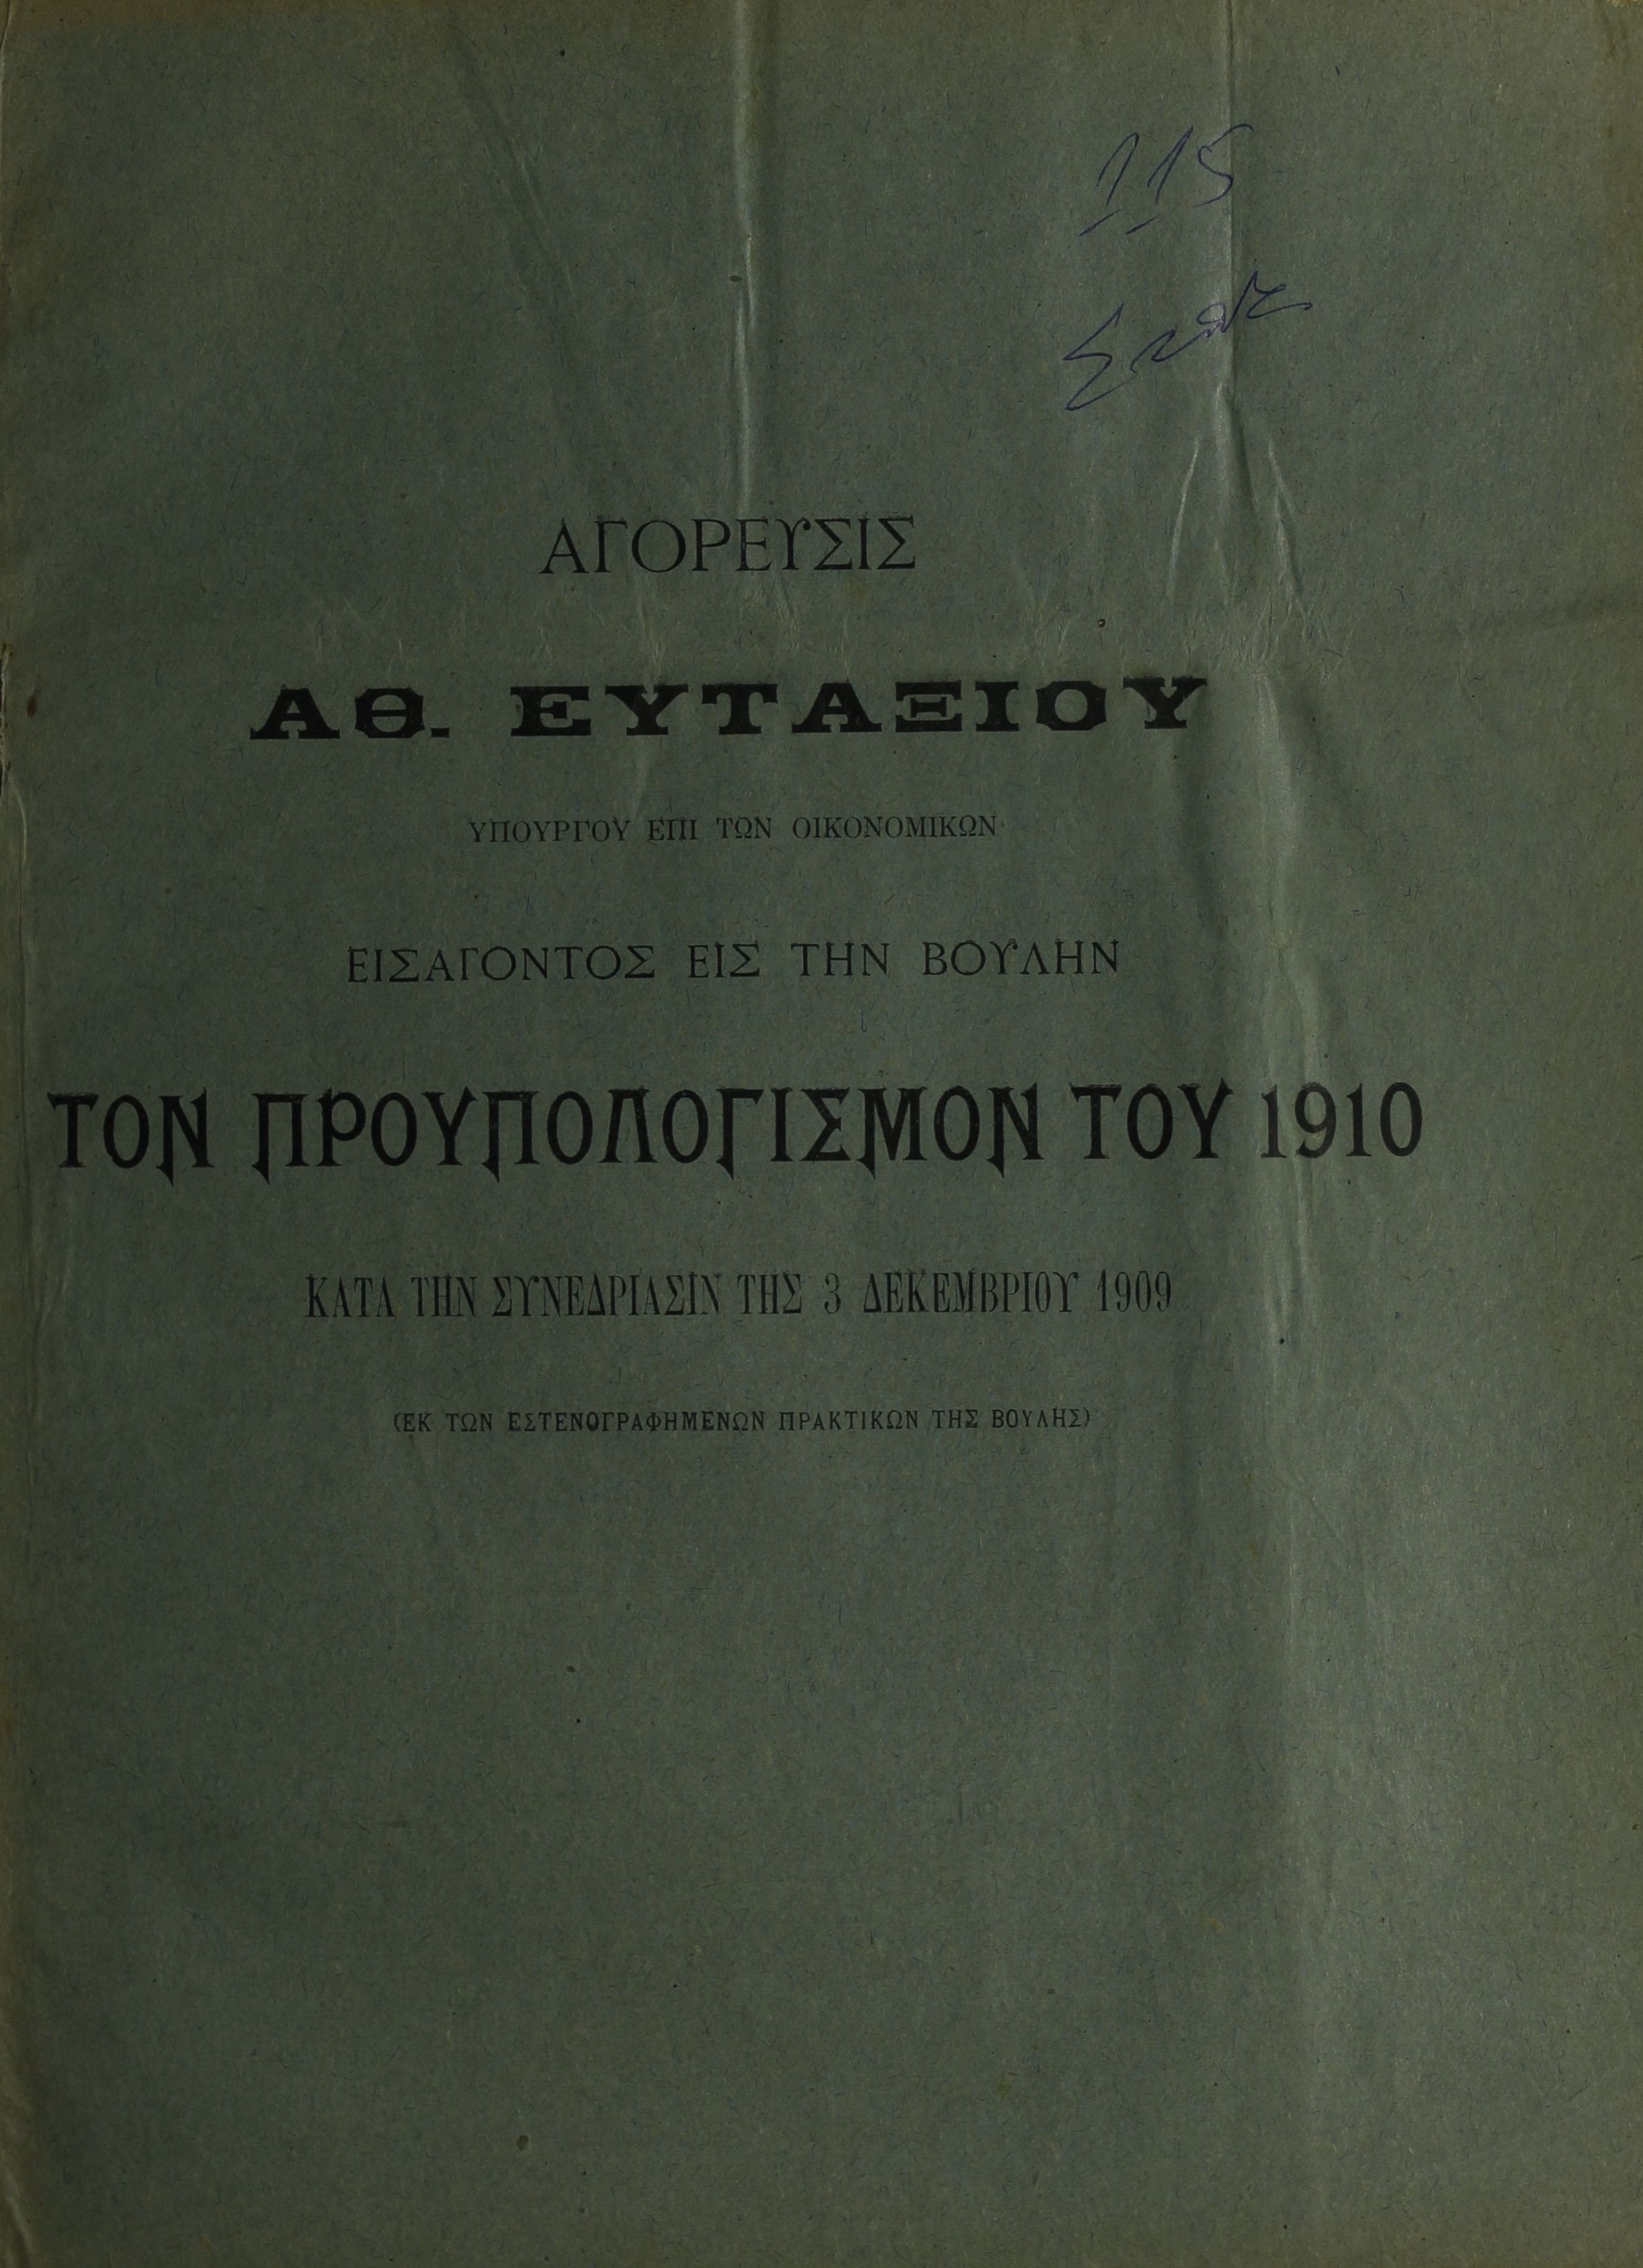 115
ΑΓΟΡΕΥΣΙΣ
ΑΘ. ΕΥΤΑΞΙΟΥ
ΥΠΟΥΡΓΟΥ ΕΠΙ ΤΩΝ ΟΙΚΟΝΟΜΙΚΩΝ
ΕΙΣΑΓΟΝΤΟΣ ΕΙΣ ΤΗΝ ΒΟΥΛΗΝ
ΤΟΝ ΠΡΟΥΠΟΛΟΓΙΣΜΟΝ ΤΟΥ 1910
ΚΑΤΑ ΤΗΝ ΣΥΝΕΔΡΙΑΣΙΝ ΤΗΣ 3 ΔΕΚΕΜΒΡΙΟΥ 1909
(ΕΚ ΤΩΝ ΕΣΤΕΝΟΓΡΑΦΗΜΕΝΩΝ ΠΡΑΚΤΙΚΩΝ ΤΗΣ ΒΟΥΛΗΣ)